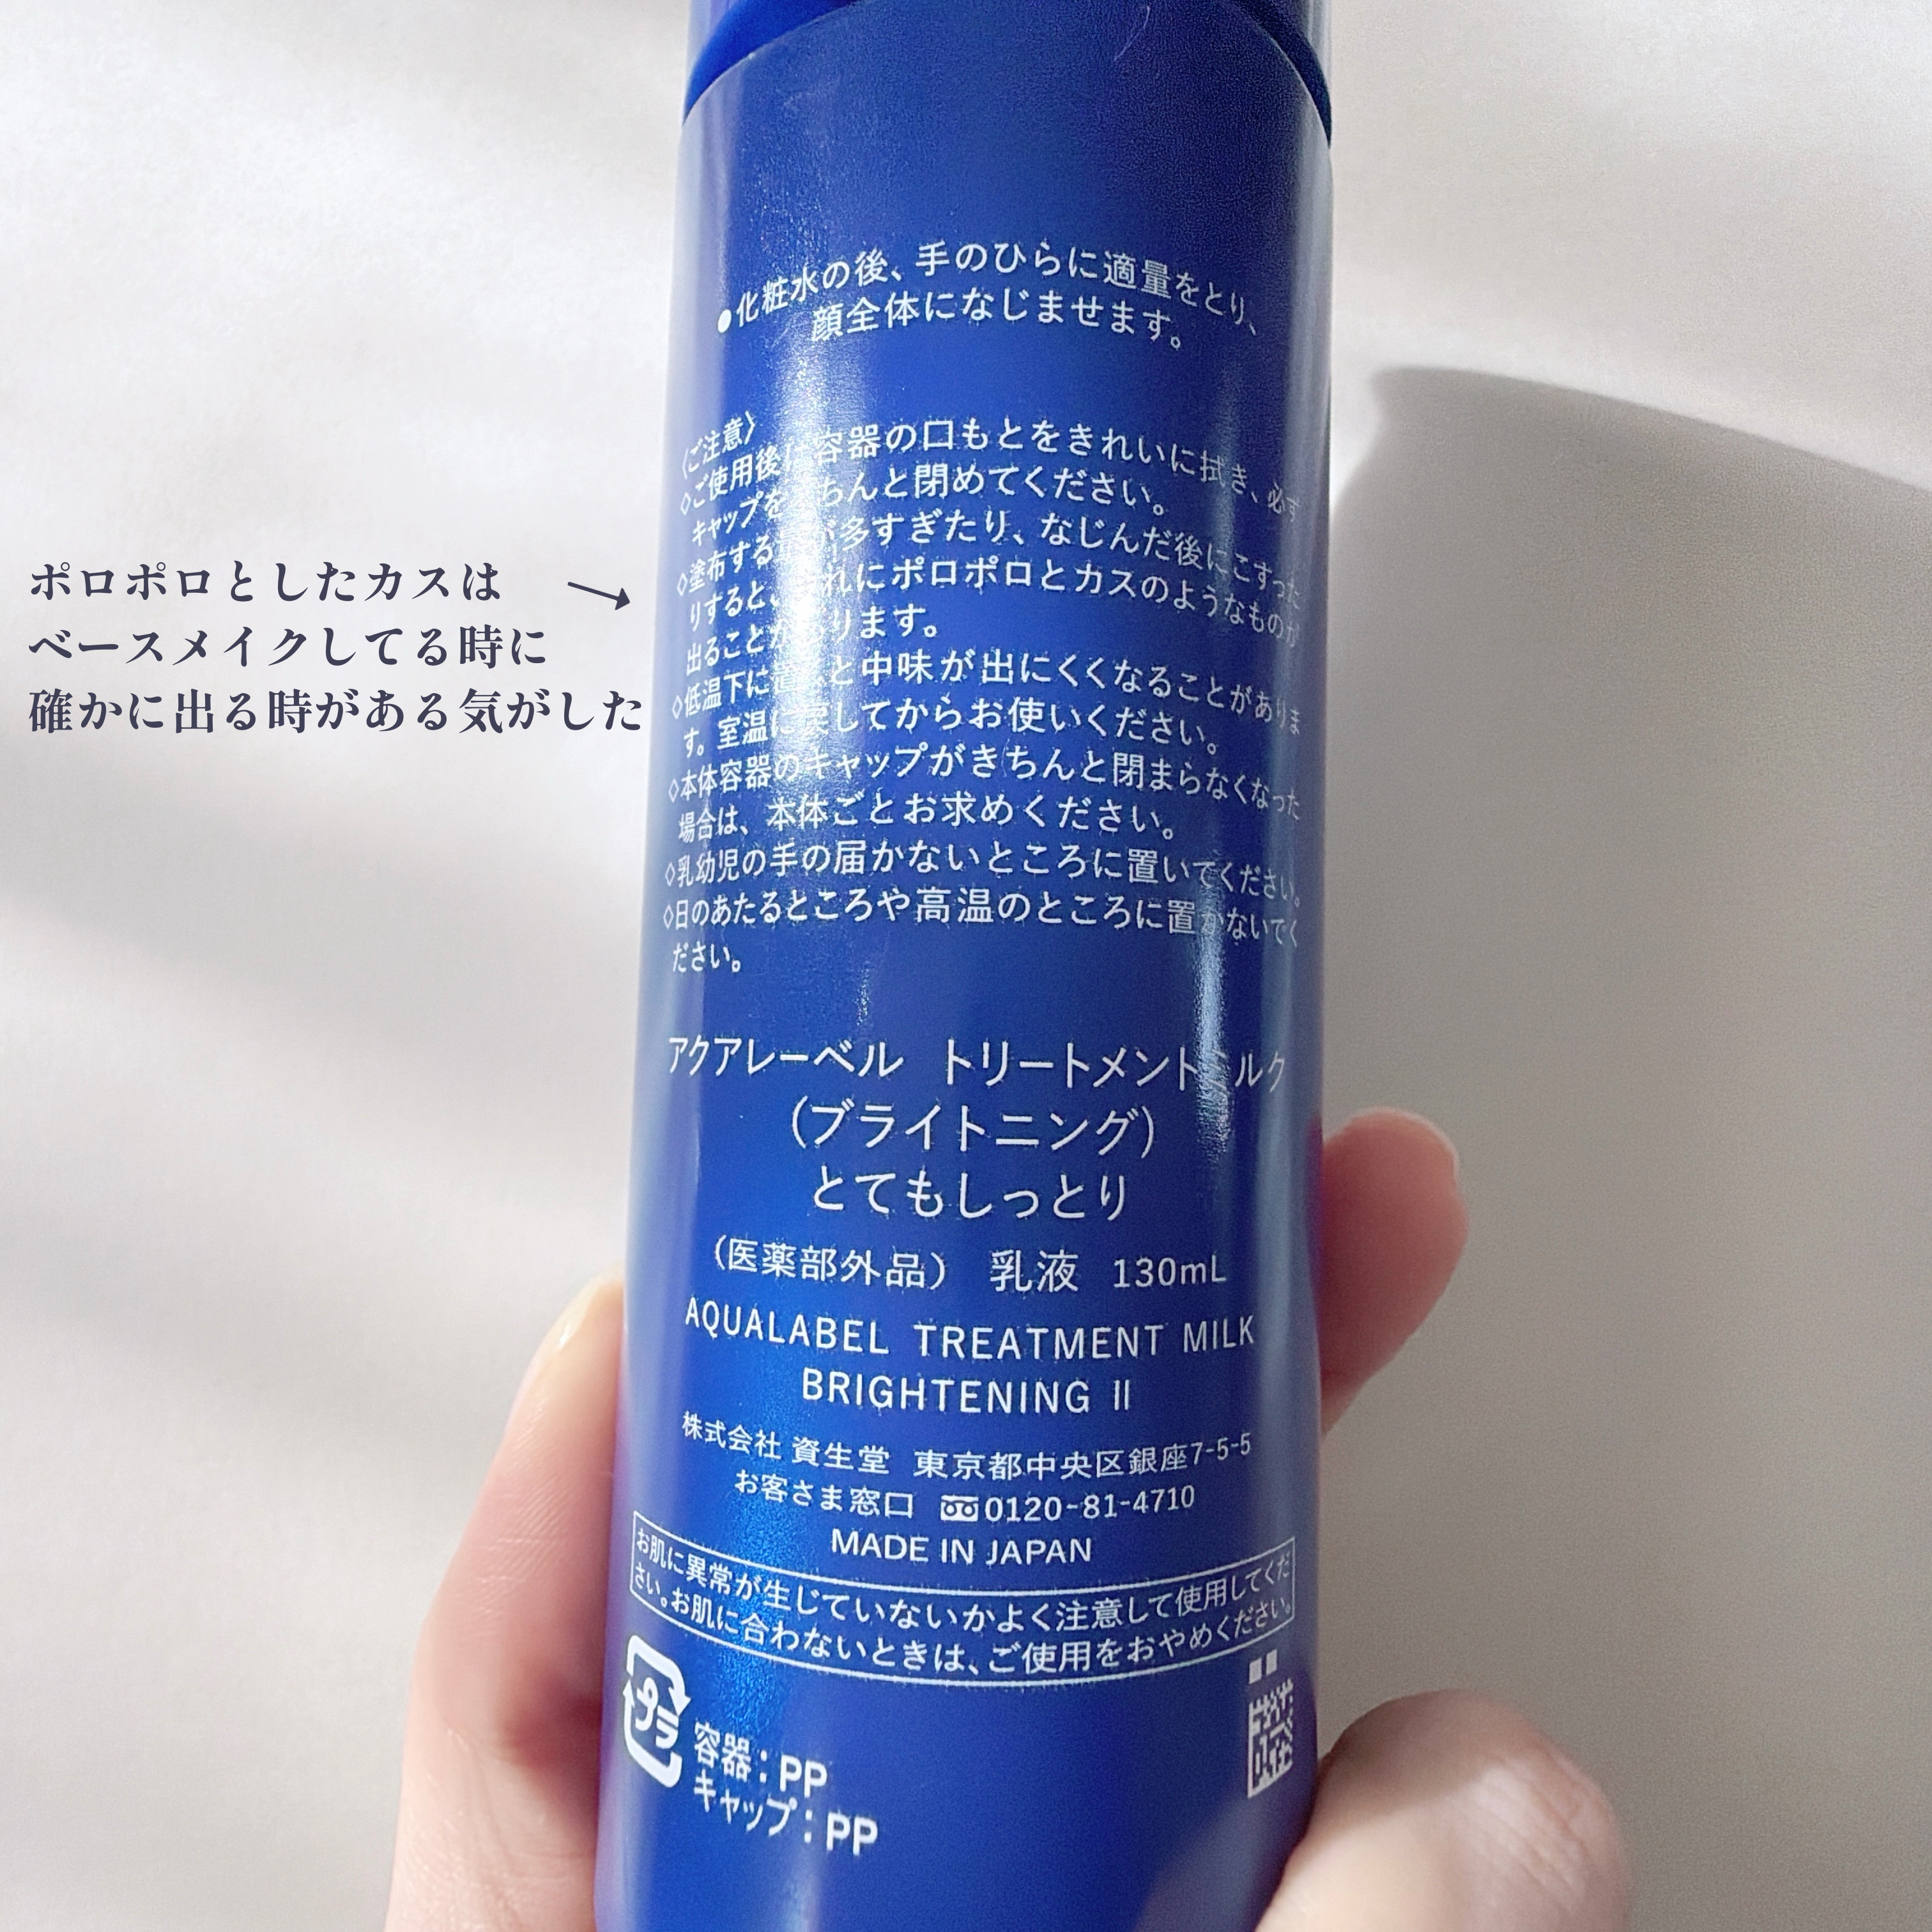 ●化粧水の後、手のひらに適量をとり、
顔全体になじませます。
〈ご注意〉
◇ご使用後は容器の口もとをきれいに拭き、必ず
キャップをきちんと閉めてください。
◇塗布する量が多すぎたり、なじんだ後にこすった
りすると、まれにポロポロとカスのようなものが
出ることがあります。
◇低温下に置くと中味が出にくくなることがありま
す。室温に戻してからお使いください。
◇本体容器のキャップがきちんと閉まらなくなった
場合は、本体ごとお求めください。
◇乳幼児の手の届かないところに置いてください。
◇日のあたるところや高温のところに置かないでく
ださい。
ポロポロとしたカスは
ベースメイクしてる時に
確かに出る時がある気がした
アクアレーベル トリートメントミルク
(ブライトニング)
とてもしっとり
(医薬部外品) 乳液 130mL
AQUALABEL TREATMENT MILK
BRIGHTENING II
株式会社 資生堂 東京都中央区銀座7-5-5
お客さま窓口 0120-81-4710
MADE IN JAPAN
お肌に異常が生じていないかよく注意して使用してくだ
さい。お肌に合わないときは、ご使用をおやめください。
プラ
容器:PP
キャップ:PP